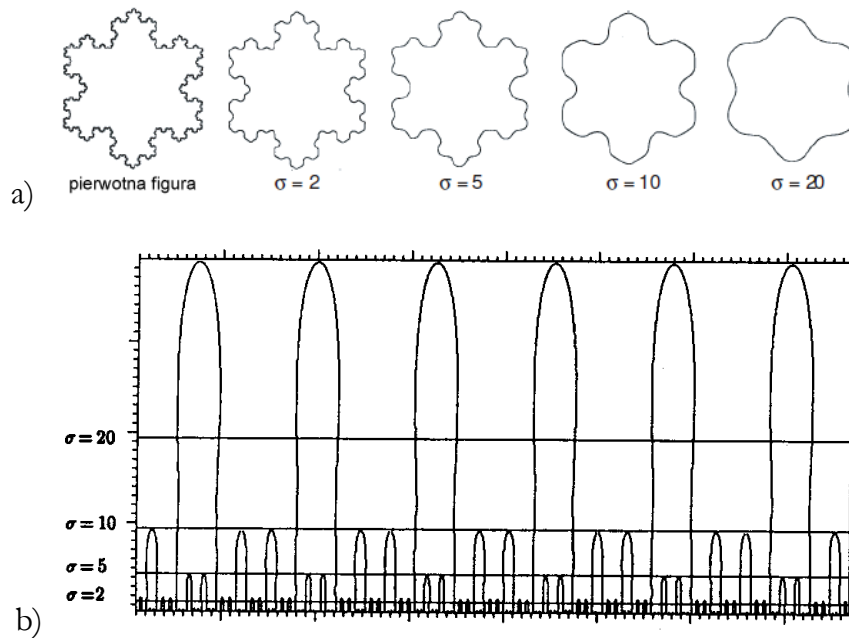 a)
pierwotna figura
σ = 2
σ = 5
σ = 10
σ = 20
σ = 20
σ = 10
σ = 5
σ = 2
b)